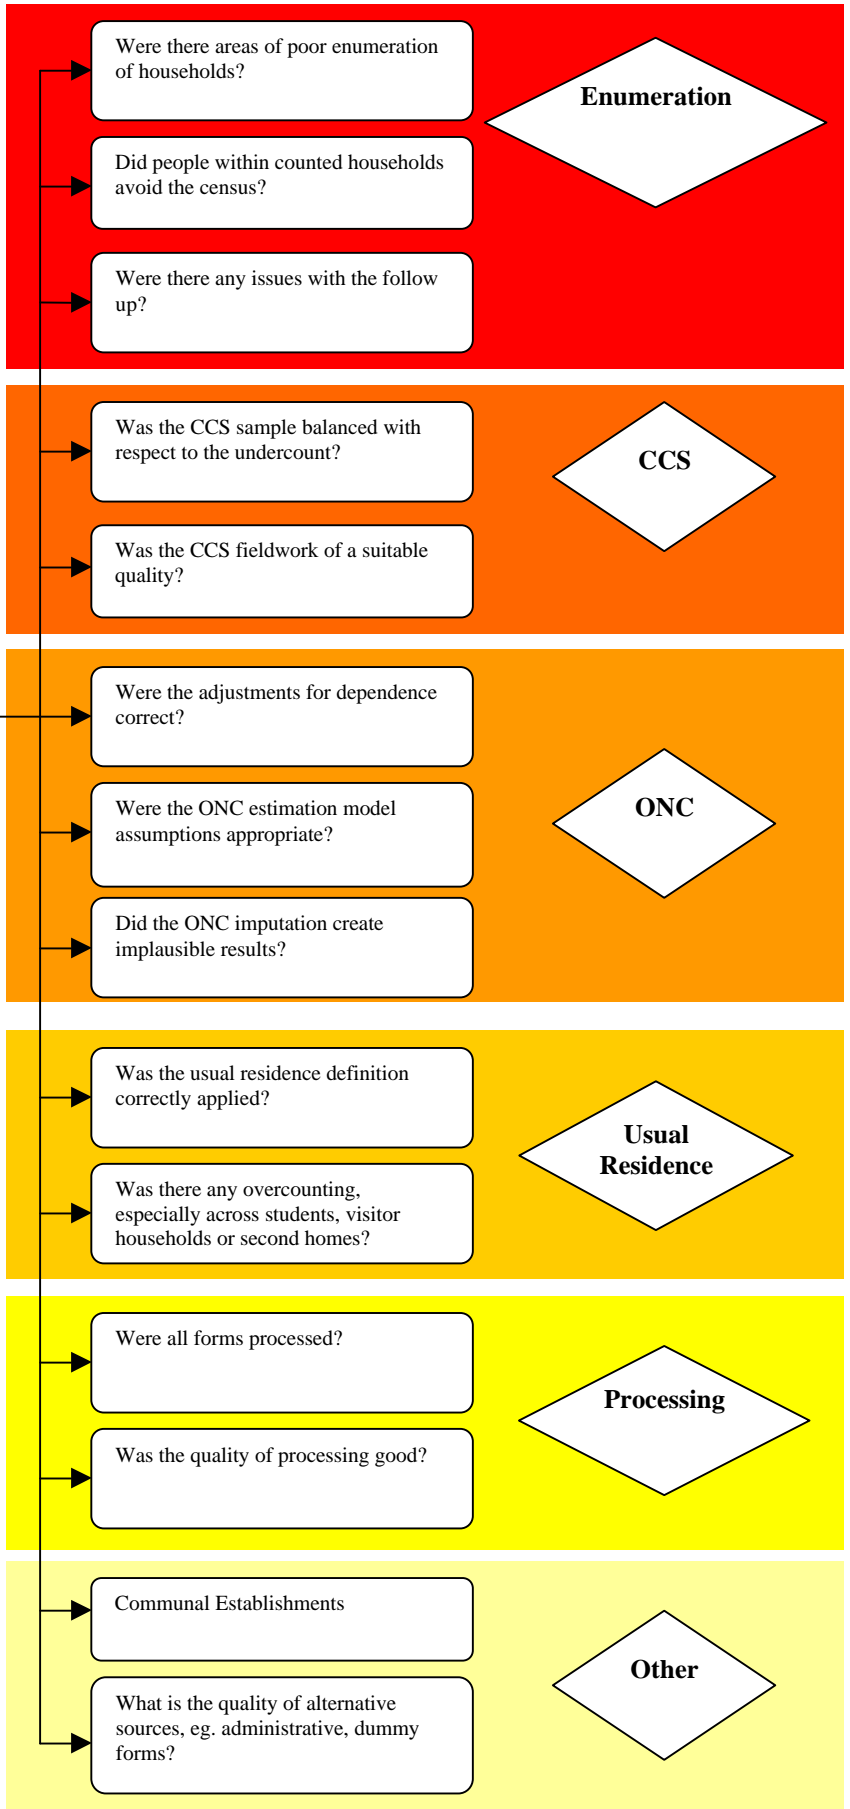 Were there areas of poor enumeration
of households?
Enumeration
Did people within counted households
avoid the census?
Were there any issues with the follow
up?
Was the CCS sample balanced with
respect to the undercount?
CCS
Was the CCS fieldwork of a suitable
quality?
Were the adjustments for dependence
correct?
Were the ONC estimation model
assumptions appropriate?
ONC
Did the ONC imputation create
implausible results?
Was the usual residence definition
correctly applied?
Usual
Residence
Was there any overcounting,
especially across students, visitor
households or second homes?
Were all forms processed?
Processing
Was the quality of processing good?
Communal Establishments
Other
What is the quality of alternative
sources, eg. administrative, dummy
forms?